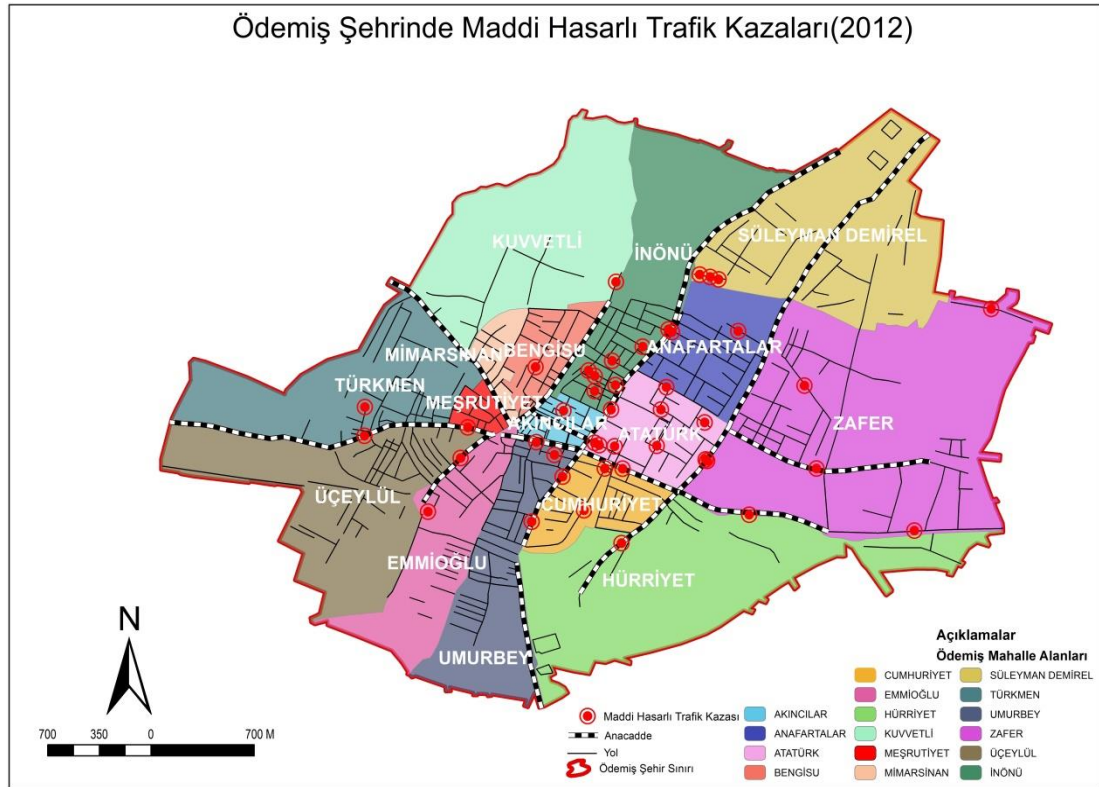 Ödemiş Şehrinde Maddi Hasarlı Trafik Kazaları(2012)
SÜLEYMAN DEMİREL
KUVVETLİ
İNÖNÜ
ANAFARTALAR
BENGİSU
MİMARSİNAN
TÜRKMEN
MEŞRUTİYET
AKINCILAR
ZAFER
ATATÜRK
ÜÇEYLÜL
CUMHURİYET
EMMİOĞLU
HÜRRİYET
UMURBEY
N
700 350 0 700 M
Açıklamalar
Ödemiş Mahalle Alanları
Maddi Hasarlı Trafik Kazası
Anacadde
Yol
Ödemiş Şehir Sınırı
AKINCILAR
ANAFARTALAR
ATATÜRK
BENGİSU
CUMHURİYET
EMMİOĞLU
HÜRRİYET
KUVVETLİ
MEŞRUTİYET
MİMARSİNAN
SÜLEYMAN DEMİREL
TÜRKMEN
UMURBEY
ZAFER
ÜÇEYLÜL
İNÖNÜ